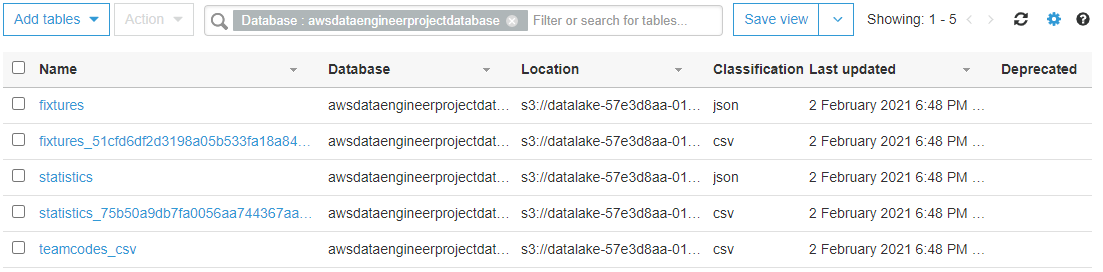 Add tables Action Database : awsdataengineerprojectdatabase Filter or search for tables... Save view Showing: 1 - 5
Name Database Location Classification Last updated Deprecated
fixtures awsdataengineerprojectdat... s3://datalake-57e3d8aa-01... json 2 February 2021 6:48 PM ...
fixtures_51cfd6df2d3198a05b533fa18a84... awsdataengineerprojectdat... s3://datalake-57e3d8aa-01... csv 2 February 2021 6:48 PM ...
statistics awsdataengineerprojectdat... s3://datalake-57e3d8aa-01... json 2 February 2021 6:48 PM ...
statistics_75b50a9db7fa0056aa744367aa... awsdataengineerprojectdat... s3://datalake-57e3d8aa-01... csv 2 February 2021 6:48 PM ...
teamcodes_csv awsdataengineerprojectdat... s3://datalake-57e3d8aa-01... csv 2 February 2021 6:48 PM ...